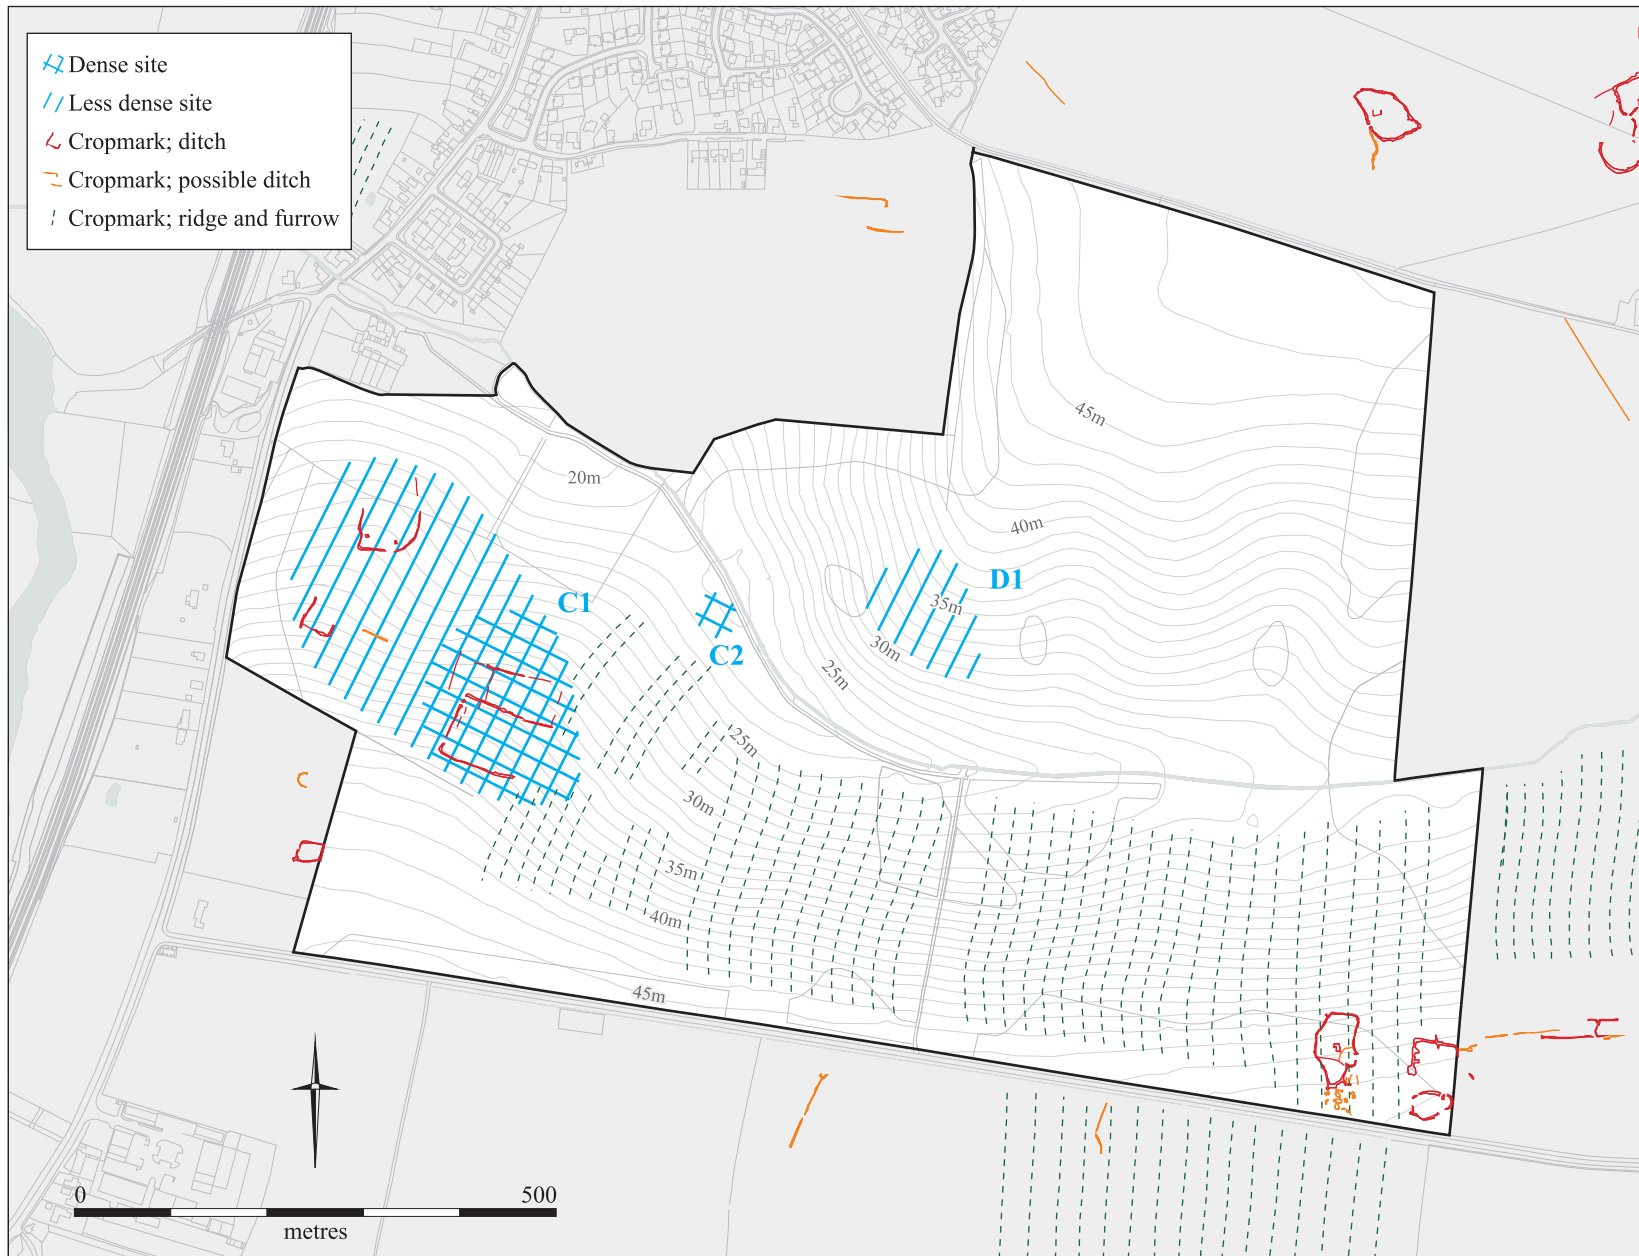 Dense site
Less dense site
Cropmark; ditch
Cropmark; possible ditch
Cropmark; ridge and furrow
45m
20m
40m
D1
C1
35m
30m
C2
25m
25m
30m
35m
40m
45m
0 500
metres